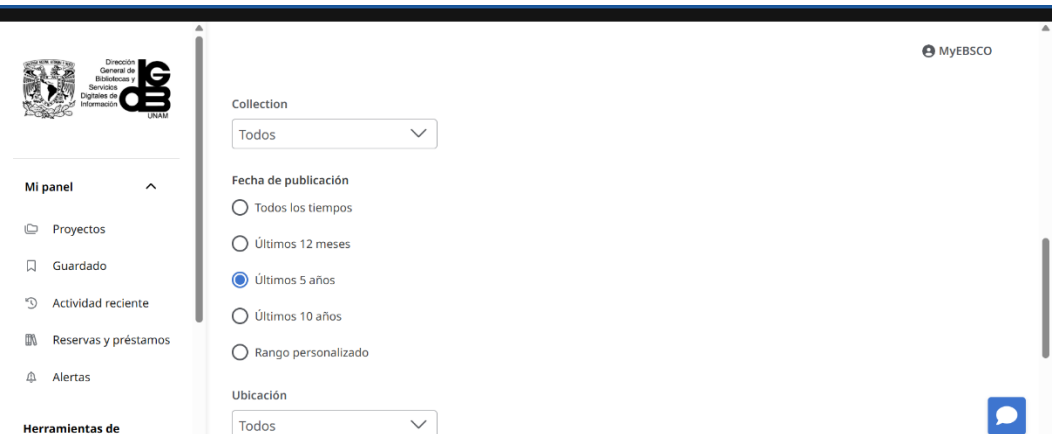 Dirección
General de
Bibliotecas y
Servicios
Digitales de
Información
UNAM
MyEBSCO
Mi panel
Proyectos
Guardado
Actividad reciente
Reservas y préstamos
Alertas
Herramientas de
Collection
Todos
Fecha de publicación
Todos los tiempos
Últimos 12 meses
Últimos 5 años
Últimos 10 años
Rango personalizado
Ubicación
Todos